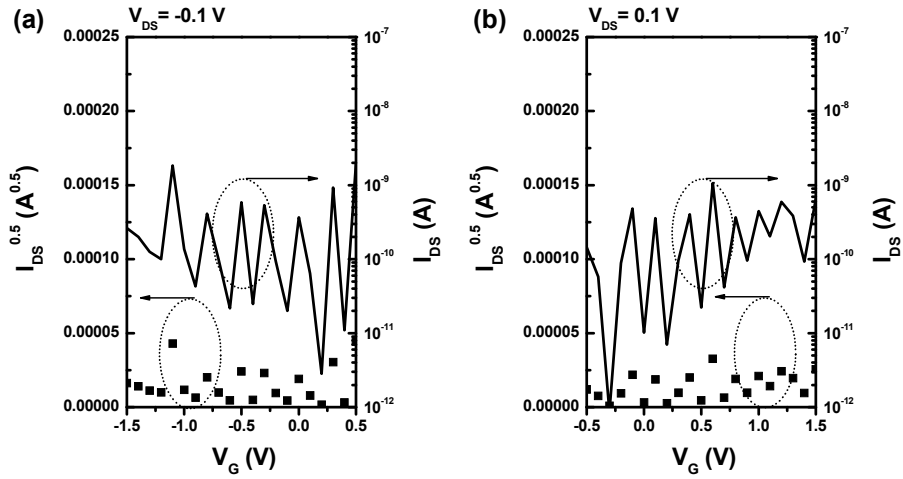 (a)
V_DS = -0.1 V
0.00025
0.00020
0.00015
0.00010
0.00005
0.00000
I_DS^0.5 (A^0.5)
10^-7
10^-8
10^-9
10^-10
10^-11
10^-12
I_DS (A)
-1.5 -1.0 -0.5 0.0 0.5
V_G (V)
(b)
V_DS = 0.1 V
0.00025
0.00020
0.00015
0.00010
0.00005
0.00000
I_DS^0.5 (A^0.5)
10^-7
10^-8
10^-9
10^-10
10^-11
10^-12
I_DS (A)
-0.5 0.0 0.5 1.0 1.5
V_G (V)